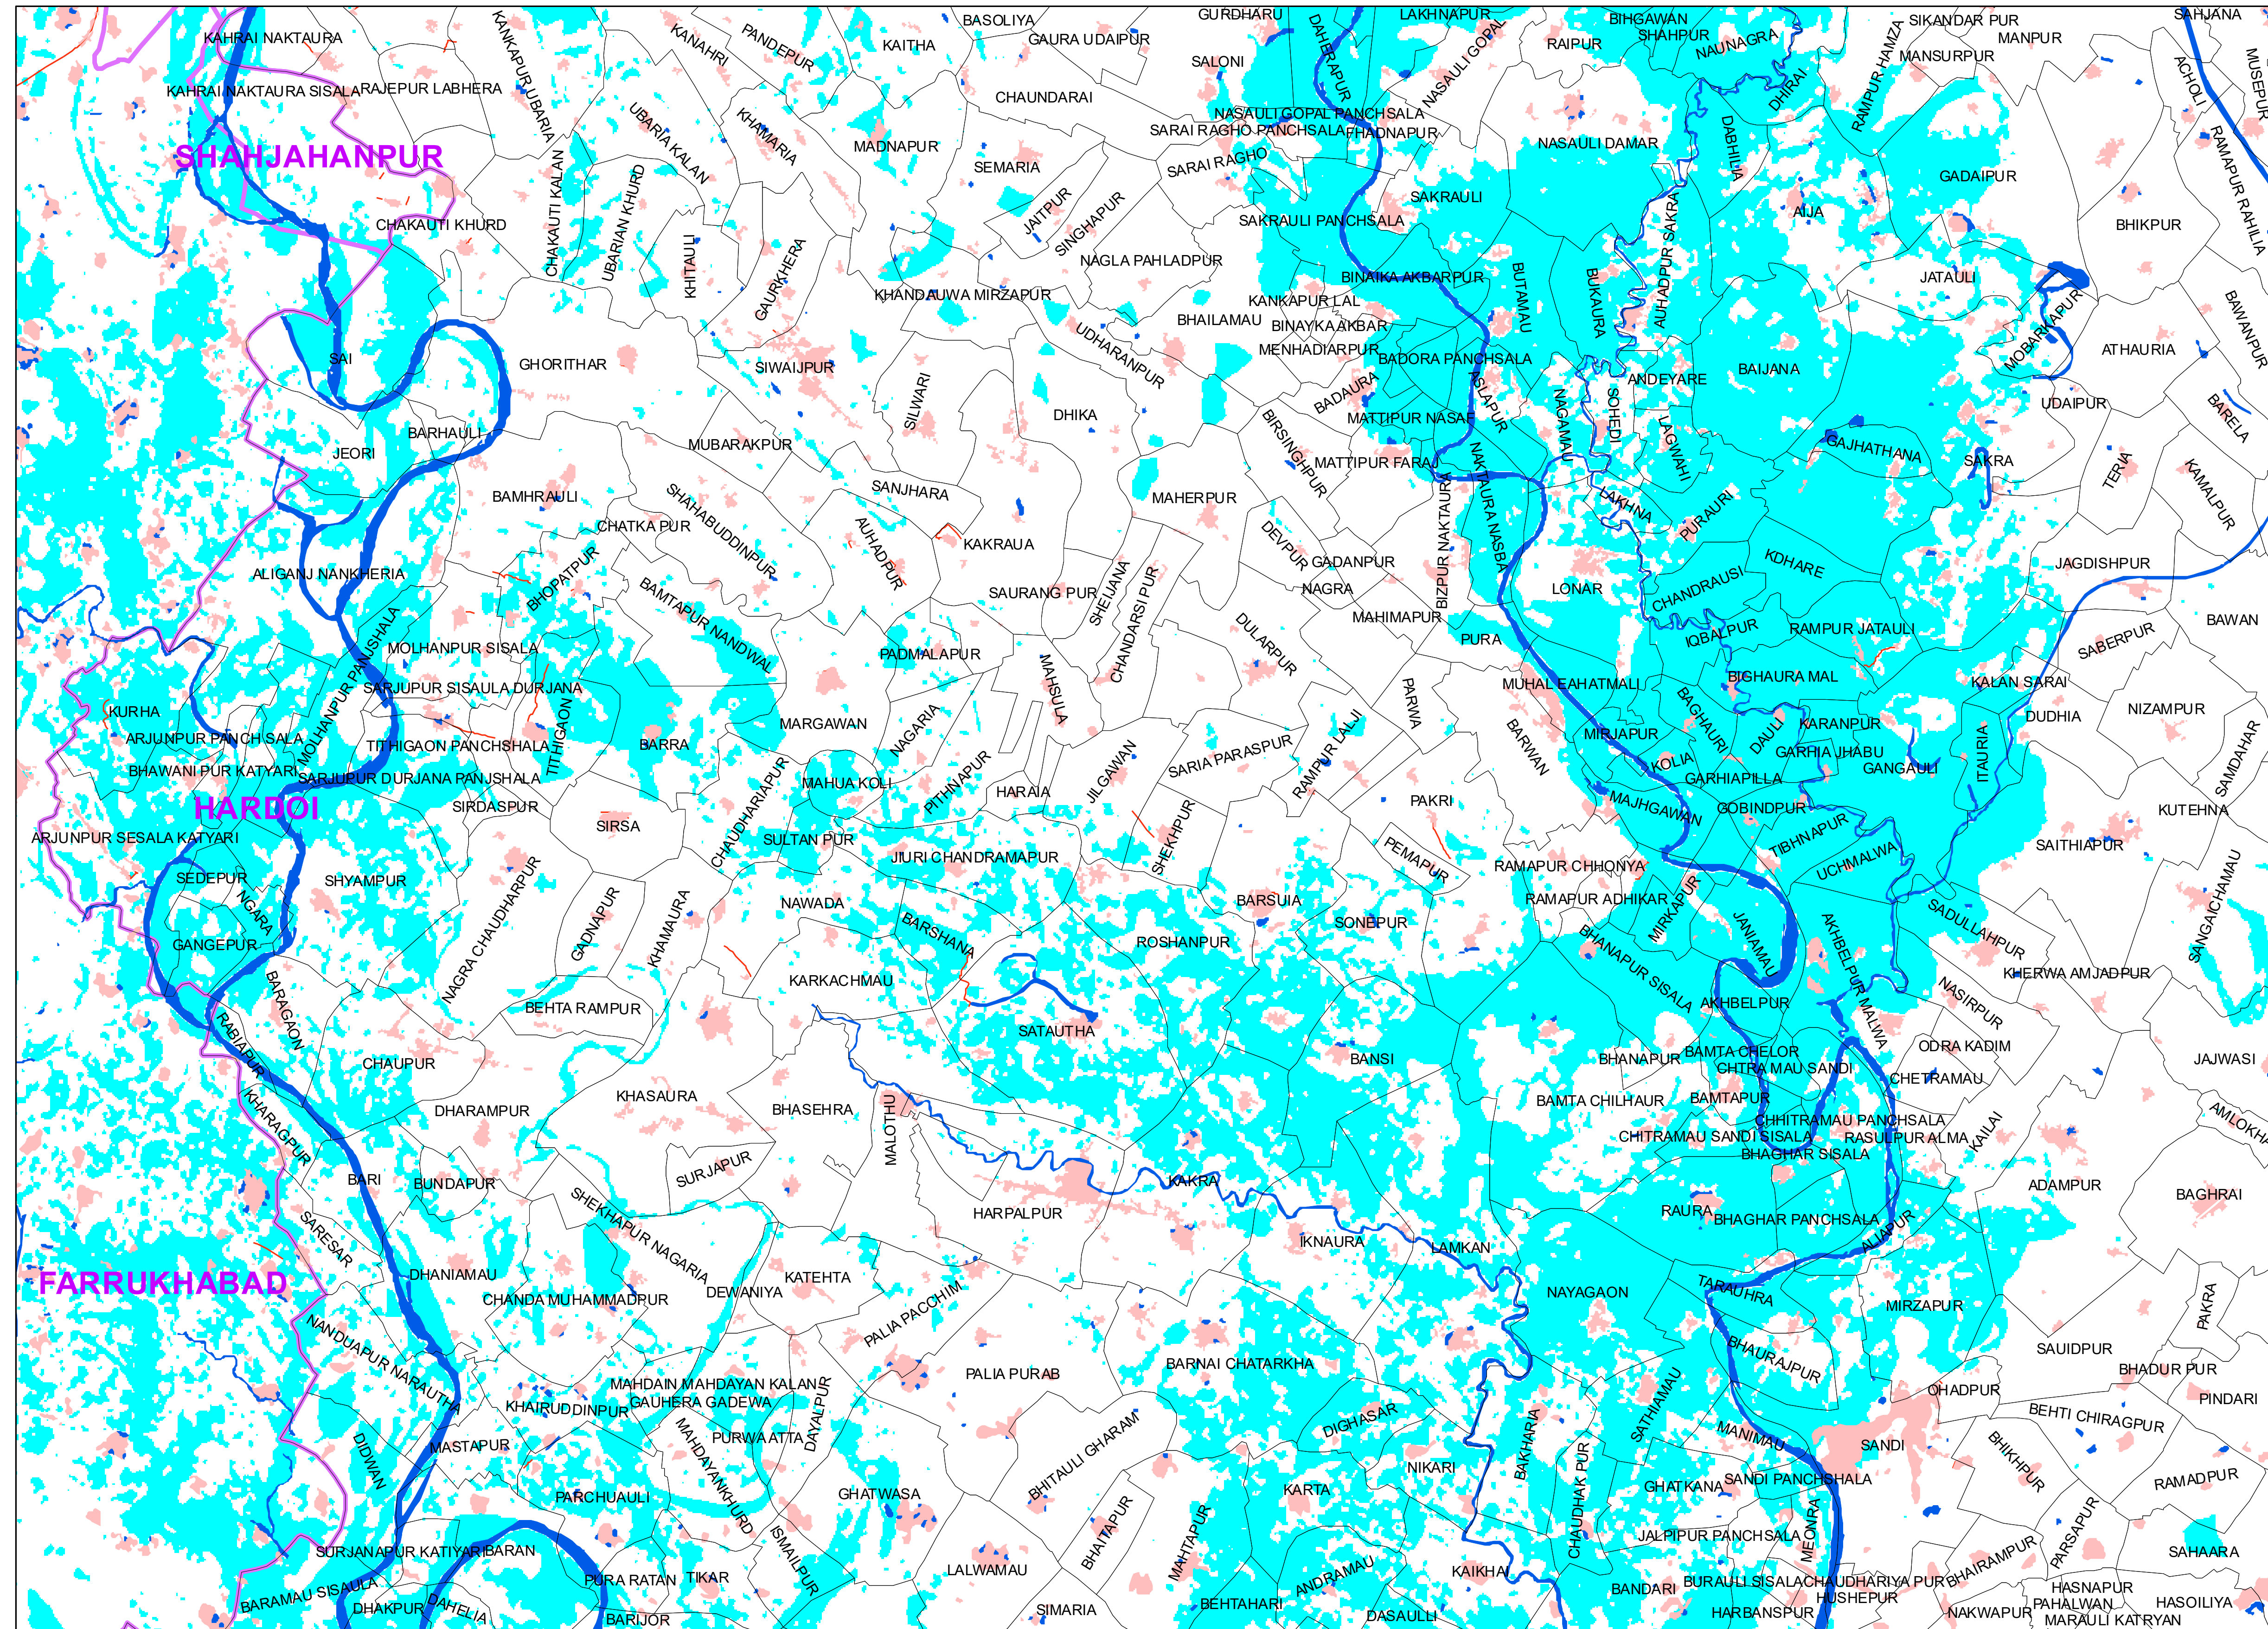 BASOLIYA
GURDHARU
LAKHNAPUR
BIHGAWAN
SIKANDAR PUR
SAHJANA
KAHRAI NAKTAURA
KANKAPUR UBARIA
KANAHRI
PANDEPUR
KAITHA
GAURA UDAIPUR
DAHERAPUR
NASAULI GOPAL
RAIPUR
SHAHPUR
NAUNAGRA
MANPUR
MANSURPUR
RAMPUR HAMZA
ACHOLI
MUSEPUR
SALONI
KAHRAI NAKTAURA SISALA
RAJEPUR LABHERA
CHAUNDARAI
DHIRAI
NASAULI GOPAL PANCHSALA
UBARIA KALAN
KHAMARIA
SARAI RAGHO PANCHSALA
FHADNAPUR
NASAULI DAMAR
DABHILIA
RAMAPUR RAHILIA
SHAHJAHANPUR
MADNAPUR
SEMARIA
SARAI RAGHO
GADAIPUR
CHAKAUTI KALAN
UBARIAN KHURD
JAITPUR
SINGHAPUR
SAKRAULI
AUHADPUR SAKRA
AIJA
CHAKAUTI KHURD
SAKRAULI PANCHSALA
BHIKPUR
KHITAULI
GAURKHERA
NAGLA PAHLADPUR
BINAIKA AKBARPUR
BUTAMAU
BUKAURA
JATAULI
KHANDAUWA MIRZAPUR
KANKAPUR LAL
BHAILAMAU
BINAYKA AKBAR
MOBARKAPUR
BAWANPUR
UDHARANPUR
MENHADIARPUR
BADORA PANCHSALA
ATHAURIA
SAI
GHORITHAR
SIWAIJPUR
BAIJANA
ANDEYARE
SILWARI
BADAURA
ASLAPUR
NAGAMAU
SOHEDI
UDAIPUR
BARELA
DHIKA
BIRSINGHPUR
MATTIPUR NASAF
LAGWAHI
BARHAULI
MUBARAKPUR
JEORI
GAJHATHANA
MATTIPUR FARAJ
NAKTAURA NASBA
SAKRA
TERIA
KAMALPUR
BAMHRAULI
SHAHABUDDINPUR
SANJHARA
MAHERPUR
LAKHNA
PURAURI
CHATKA PUR
AUHADPUR
KAKRAUA
DEVPUR
BIZPUR NAKTAURA
GADANPUR
KDHARE
JAGDISHPUR
ALIGANJ NANKHERIA
BHOPATPUR
BAMTAPUR NANDWAL
SAURANG PUR
SHEIJANA
CHANDARSI PUR
NAGRA
LONAR
CHANDRAUSI
MAHIMAPUR
BAWAN
DULARPUR
PURA
IQBALPUR
RAMPUR JATAULI
SABERPUR
MOLHANPUR SISALA
PADMALAPUR
MOLHANPUR PANJSHALA
SARJUPUR SISAULA DURJANA
MAHSULA
PARWA
MUHAL EAHATMALI
BIGHAURA MAL
KALAN SARAI
KURHA
TITHIGAON
MARGAWAN
NAGARIA
BARWAN
BAGHAURI
DAULI
KARANPUR
DUDHIA
NIZAMPUR
ARJUNPUR PANCH SALA
TITHIGAON PANCHSHALA
BARRA
SARIA PARASPUR
RAMPUR LALJI
MIRJAPUR
GARHIA JHABU
ITAURIA
SAMDAHAR
BHAWANI PUR KATYARI
SARJUPUR DURJANA PANJSHALA
CHAUDHARIAPUR
MAHUA KOLI
PITHNAPUR
HARAIA
JILGAWAN
KOLIA
GARHIAPILLA
GANGAULI
HARDOI
SIRDASPUR
SIRSA
PAKRI
MAJHGAWAN
GOBINDPUR
KUTEHNA
ARJUNPUR SESALA KATYARI
SULTAN PUR
SHEKHPUR
TIBHNAPUR
SAITHIAPUR
JIURI CHANDRAMAPUR
PEMAPUR
RAMAPUR CHHONYA
UCHMALWA
SEDEPUR
SHYAMPUR
NGARA
NAGRA CHAUDHARPUR
GADNAPUR
KHAMAURA
NAWADA
BARSUIA
RAMAPUR ADHIKAR
MIRKAPUR
SANGAICHAMAU
BARSHANA
SONEPUR
JANIAMAU
AKHBELPUR MALWA
SADULLAHPUR
GANGEPUR
ROSHANPUR
BHANAPUR SISALA
KARKACHMAU
KHERWA AMJADPUR
BARAGAON
BEHTA RAMPUR
AKHBELPUR
NASIRPUR
RABIAPUR
SATAUTHA
CHAUPUR
BANSI
BHANAPUR
BAMTA CHELOR
ODRA KADIM
JAJWASI
CHTRA MAU SANDI
CHETRAMAU
KHARAGPUR
DHARAMPUR
KHASAURA
BHASEHRA
MALOTHU
BAMTA CHILHAUR
BAMTAPUR
AMLOKHA
CHHITRAMAU PANCHSALA
CHITRAMAU SANDI SISALA
RASULPUR ALMA
KAILAI
BHAGHAR SISALA
BARI
BUNDAPUR
SURJAPUR
KAKRA
ADAMPUR
BAGHRAI
SHEKHAPUR NAGARIA
HARPALPUR
RAURA
BHAGHAR PANCHSALA
ALIAPUR
SARESAR
IKNAURA
LAMKAN
FARRUKHABAD
DHANIAMAU
KATEHTA
DEWANIYA
NAYAGAON
TARAUHRA
MIRZAPUR
PAKRA
CHANDA MUHAMMADPUR
PALIA PACCHIM
NANDUAPUR NARAUTHA
BHAURAJPUR
SAUIDPUR
BARNAI CHATARKHA
PALIA PURAB
BHADUR PUR
MAHDAIN MAHDAYAN KALAN
SATHIAMAU
OHADPUR
PINDARI
KHAIRUDDINPUR
GAUHERA GADEWA
DAYALPUR
DIGHASAR
BEHTI CHIRAGPUR
DIDWAN
MASTAPUR
MAHDAYANKHURD
PURWA ATTA
BHITAULI GHARAM
NIKARI
BAKHARIA
MANIMAU
SANDI
BHIKHPUR
PARCHUAULI
GHATWASA
KARTA
CHAUDHAK PUR
GHATKANA
SANDI PANCHSHALA
RAMADPUR
SURJANAPUR KATIYARI
BARAN
ISMAILPUR
BHAITAPUR
MAHTAPUR
JALPIPUR PANCHSALA
MEONRA
PARSAPUR
SAHAARA
PURA RATAN
TIKAR
LALWAMAU
ANDRAMAU
KAIKHAI
BHAIRAMPUR
BARAMAU SISAULA
BANDARI
BURAULI SISALA
CHAUDHARIYA PUR
HASNAPUR
DHAKPUR
DAHELIA
BARIJOR
SIMARIA
BEHTAHARI
DASAULLI
HARBANSPUR
HUSHEPUR
NAKWAPUR
PAHALWAN
HASOILIYA
MARAULI KATRYAN